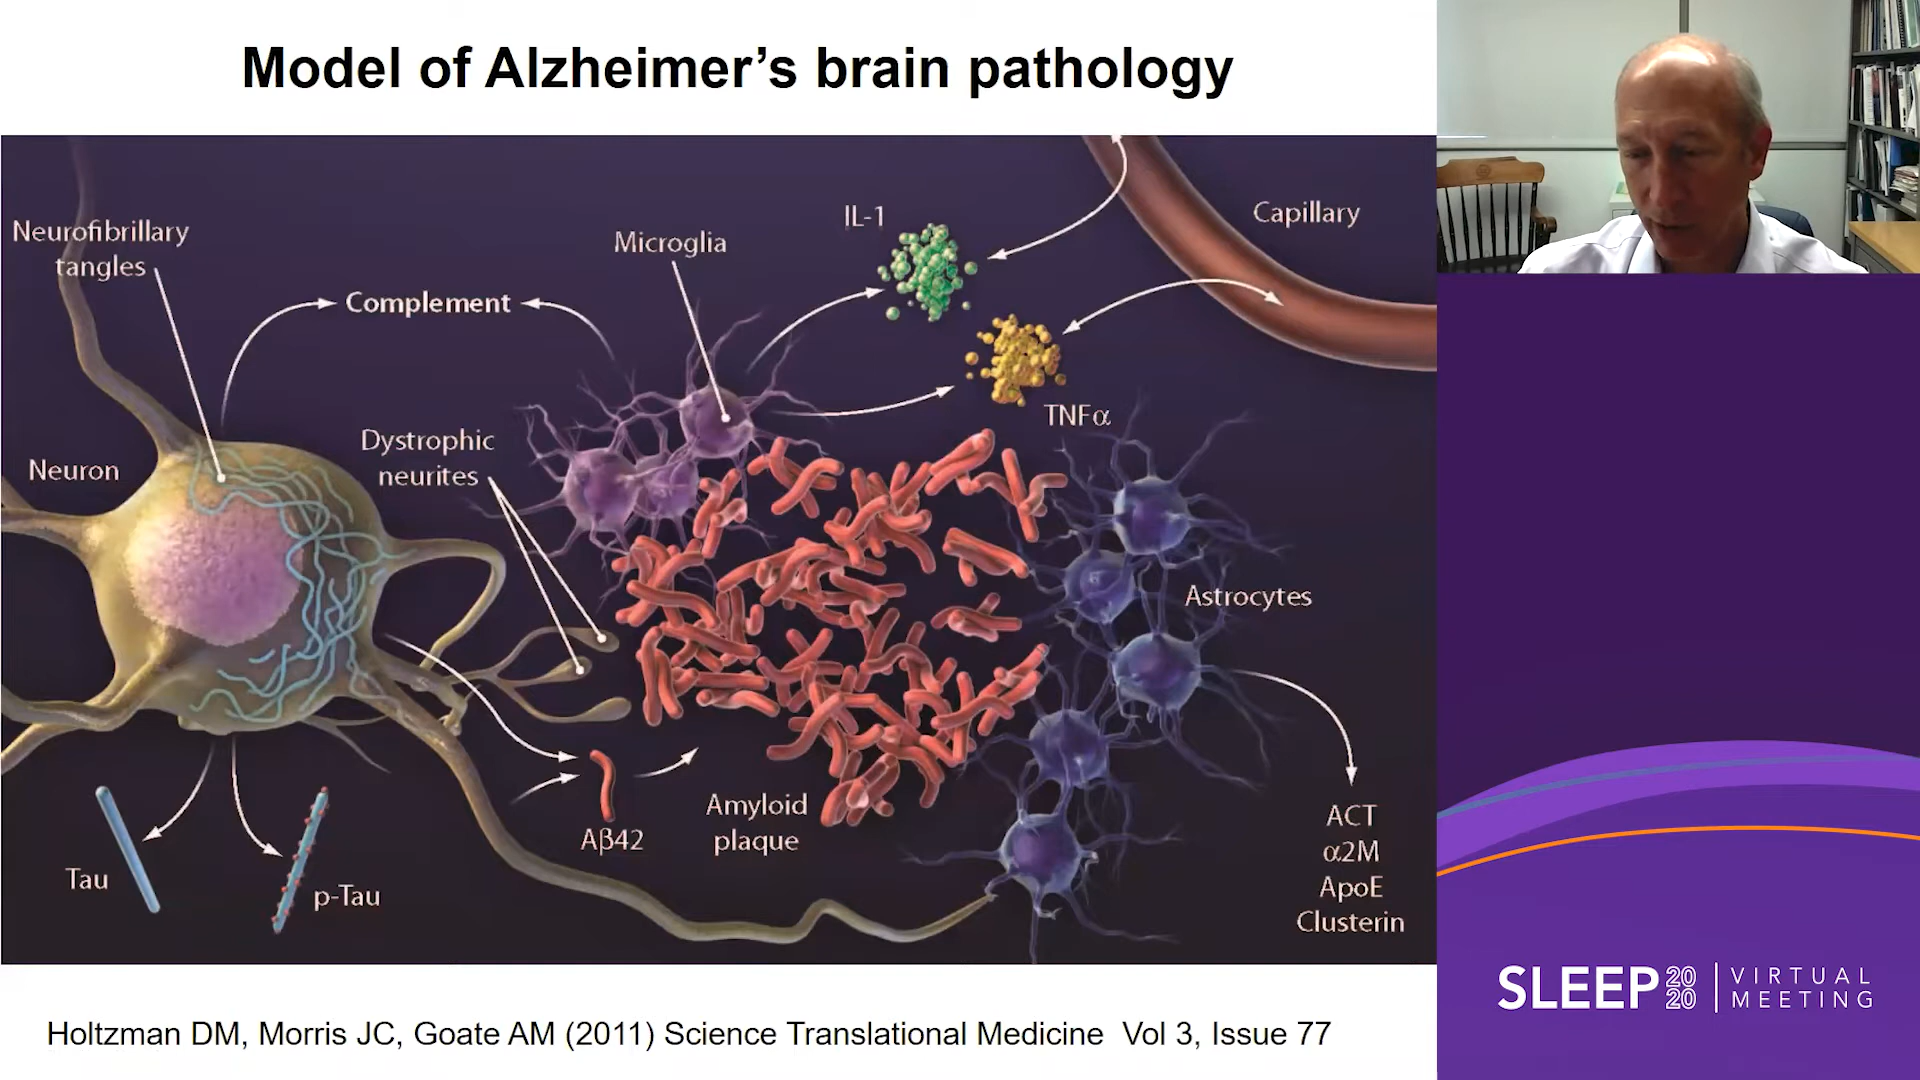 Model of Alzheimer’s brain pathology
Neurofibrillary
tangles
Complement
Microglia
IL-1
Capillary
TNFα
Neuron
Dystrophic
neurites
Astrocytes
Aβ42
Amyloid
plaque
Tau
p-Tau
ACT
α2M
ApoE
Clusterin
Holtzman DM, Morris JC, Goate AM (2011) Science Translational Medicine  Vol 3, Issue 77
SLEEP 2020 | VIRTUAL
MEETING